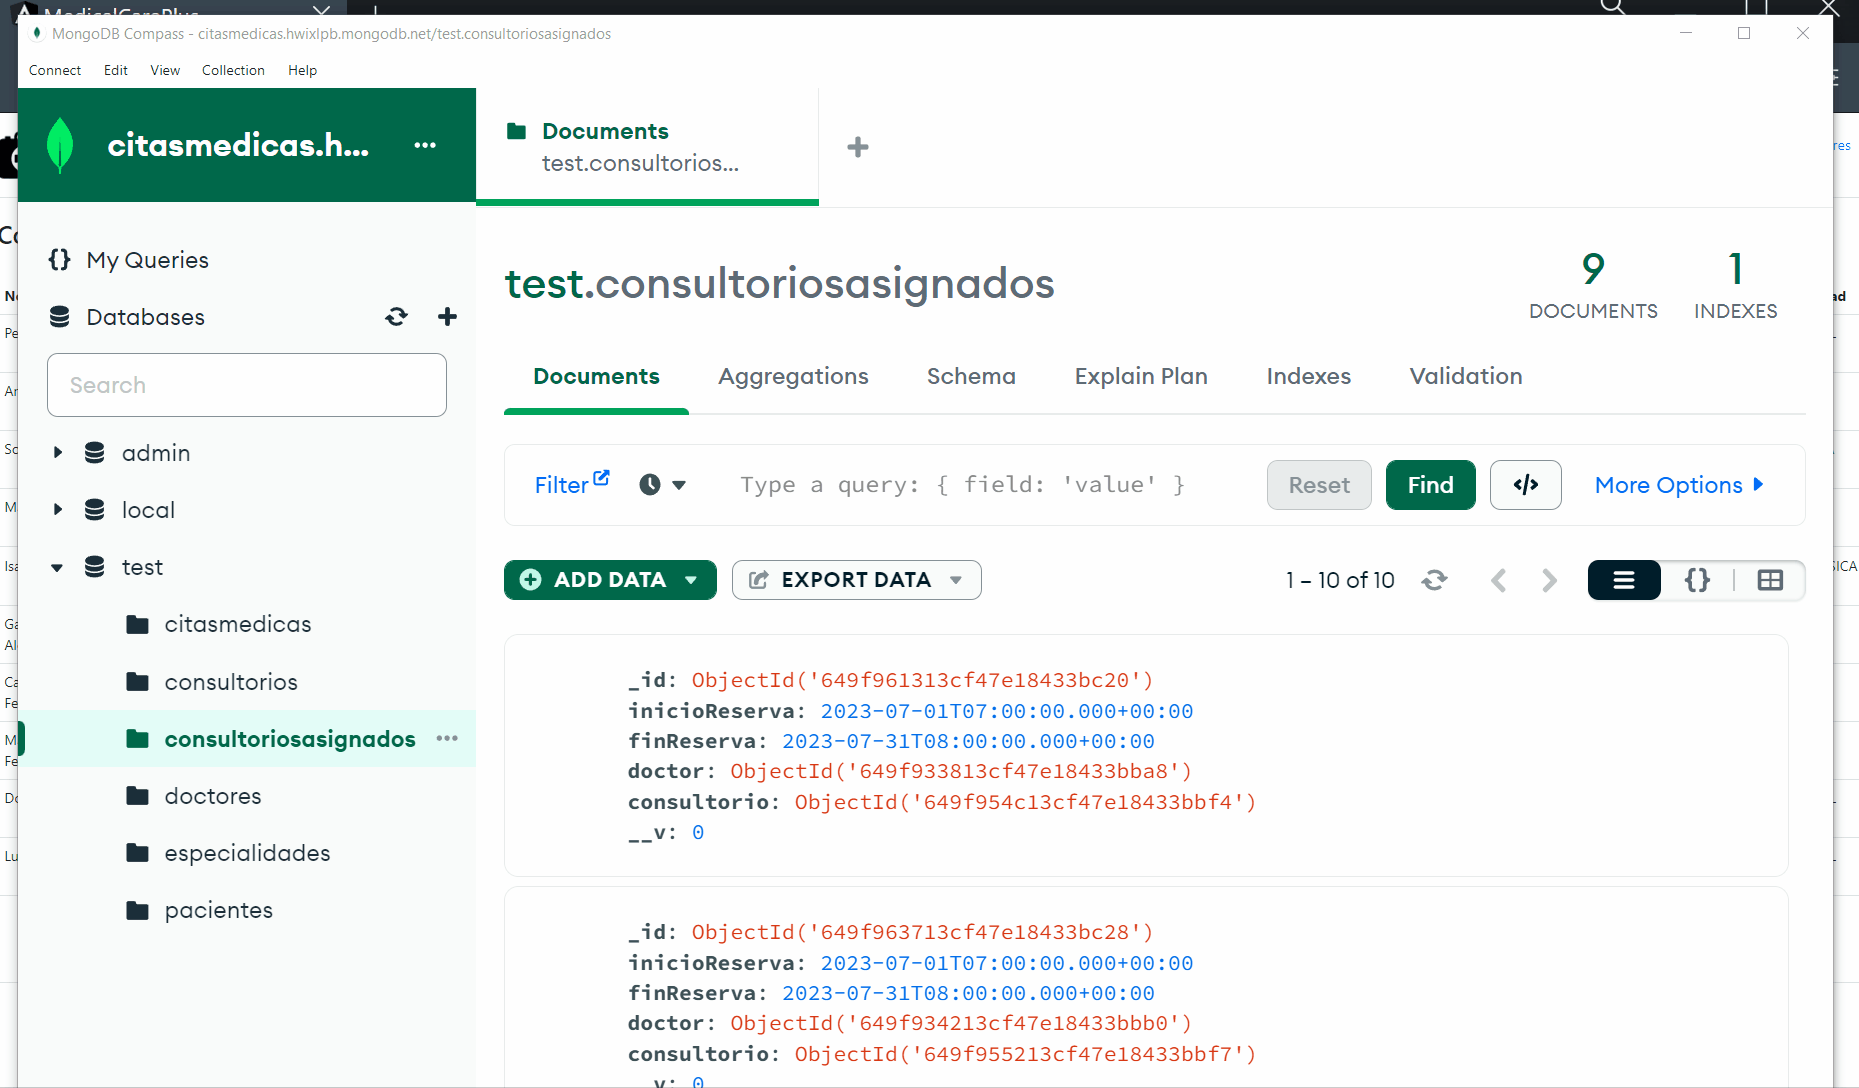 MedicalCarePlus
MongoDB Compass - citasmedicas.hwixlpb.mongodb.net/test.consultoriosasignados
Connect Edit View Collection Help
citasmedicas.h...
Documents
test.consultorios...
My Queries
Databases
Search
admin
local
test
citasmedicas
consultorios
consultoriosasignados
doctores
especialidades
pacientes
test.consultoriosasignados
9
DOCUMENTS
1
INDEXES
Documents Aggregations Schema Explain Plan Indexes Validation
Filter Type a query: { field: 'value' } Reset Find </> More Options
ADD DATA EXPORT DATA 1 – 10 of 10 {}
_id: ObjectId('649f961313cf47e18433bc20')
inicioReserva: 2023-07-01T07:00:00.000+00:00
finReserva: 2023-07-31T08:00:00.000+00:00
doctor: ObjectId('649f933813cf47e18433bba8')
consultorio: ObjectId('649f954c13cf47e18433bbf4')
__v: 0
_id: ObjectId('649f963713cf47e18433bc28')
inicioReserva: 2023-07-01T07:00:00.000+00:00
finReserva: 2023-07-31T08:00:00.000+00:00
doctor: ObjectId('649f934213cf47e18433bbb0')
consultorio: ObjectId('649f955213cf47e18433bbf7')
__v: 0